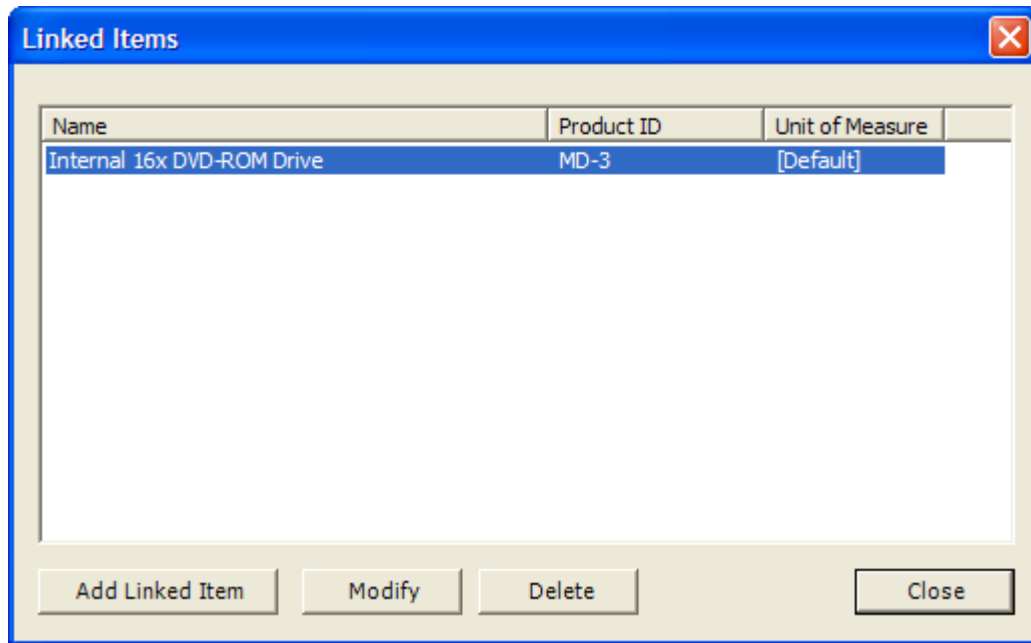 Linked Items
Name Product ID Unit of Measure
Internal 16x DVD-ROM Drive MD-3 [Default]
Add Linked Item Modify Delete Close